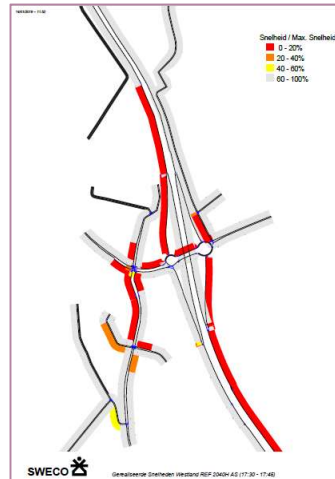 Snelheid / Max. Snelheid
0 - 20%
20 - 40%
40 - 60%
60 - 100%
SWECO
Gerealiseerde Snelheden Westland REF 2040H AS (17:30 - 17:45)